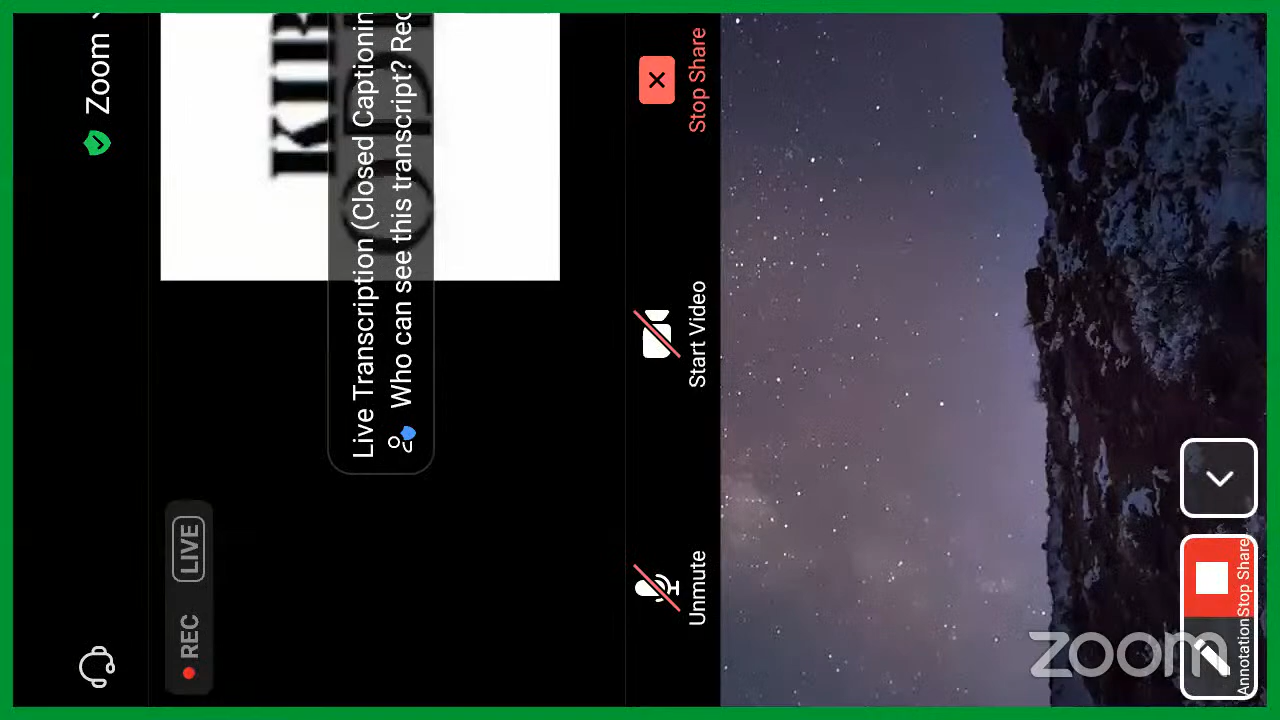 Zoom
REC LIVE
Live Transcription (Closed Captionin
Who can see this transcript? Rec
Unmute
Start Video
Stop Share
Annotation
Stop Share
zoom